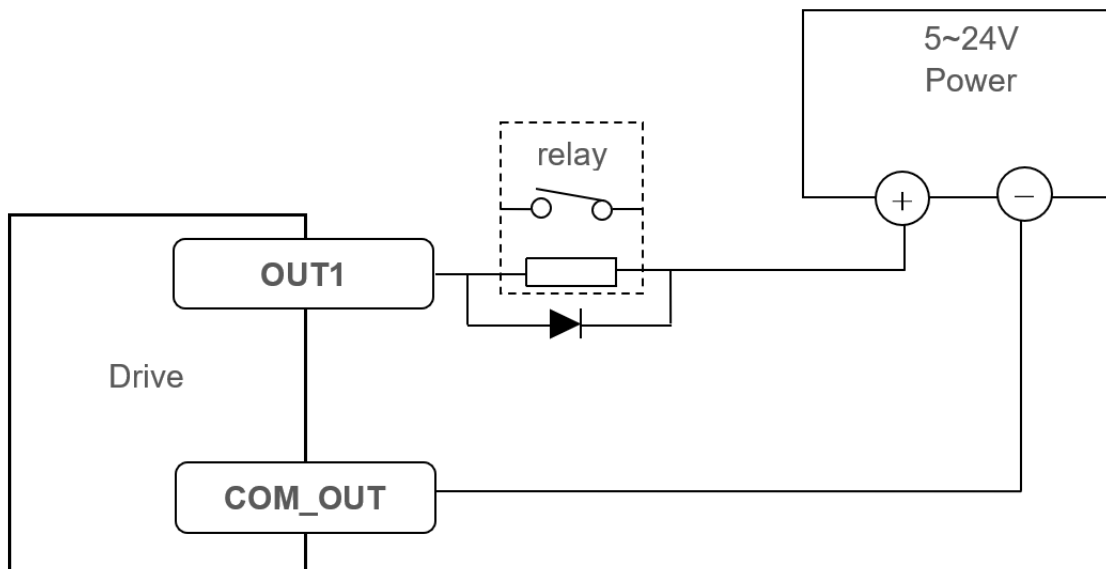 5~24V
Power
relay
+
−
OUT1
Drive
COM_OUT